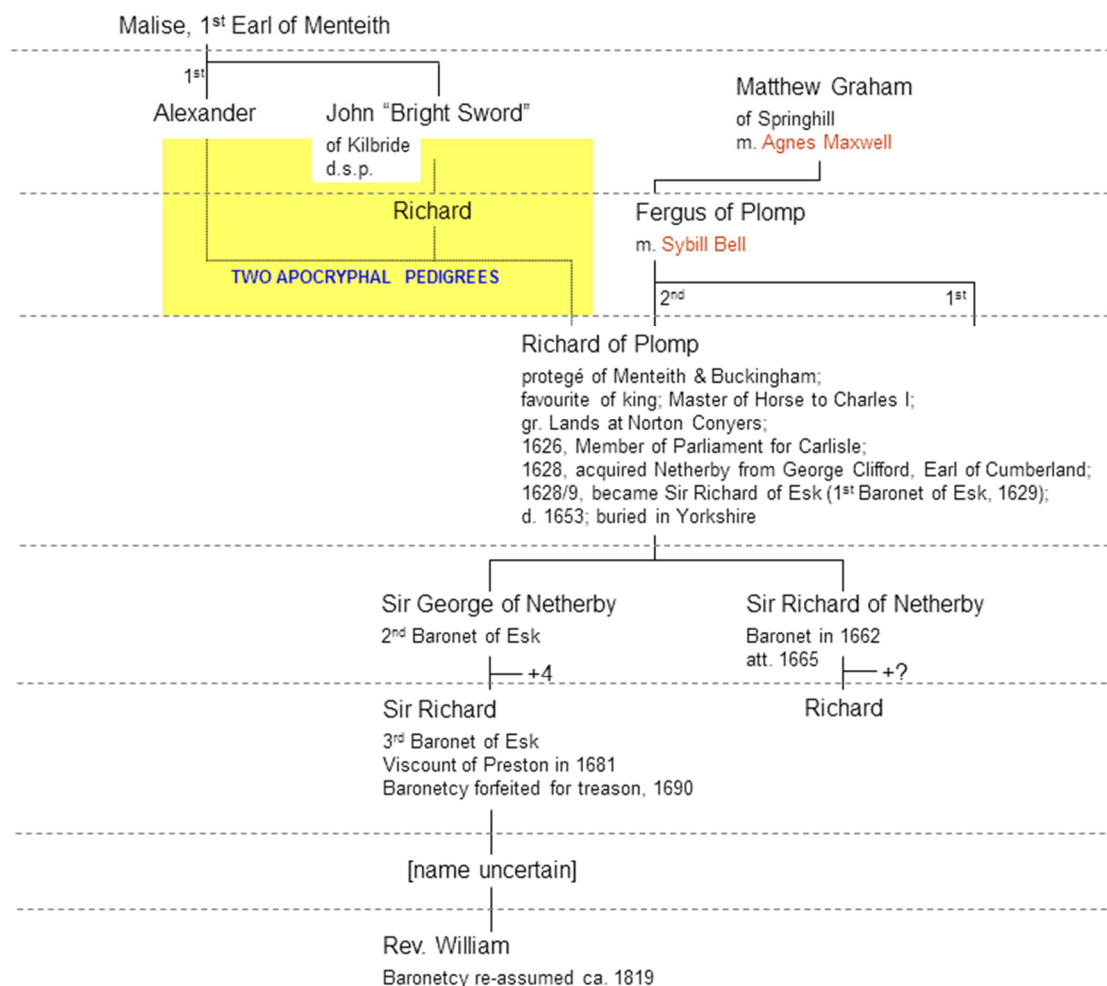 Malise, 1st Earl of Menteith
1st
Alexander
John "Bright Sword"
of Kilbride
d.s.p.
Matthew Graham
of Springhill
m. Agnes Maxwell
Richard
TWO APOCRYPHAL PEDIGREES
Fergus of Plomp
m. Sybill Bell
2nd
1st
Richard of Plomp
protegé of Menteith & Buckingham;
favourite of king; Master of Horse to Charles I;
gr. Lands at Norton Conyers;
1626, Member of Parliament for Carlisle;
1628, acquired Netherby from George Clifford, Earl of Cumberland;
1628/9, became Sir Richard of Esk (1st Baronet of Esk, 1629);
d. 1653; buried in Yorkshire
Sir George of Netherby
2nd Baronet of Esk
+4
Sir Richard of Netherby
Baronet in 1662
att. 1665
+?
Sir Richard
3rd Baronet of Esk
Viscount of Preston in 1681
Baronetcy forfeited for treason, 1690
Richard
[name uncertain]
Rev. William
Baronetcy re-assumed ca. 1819